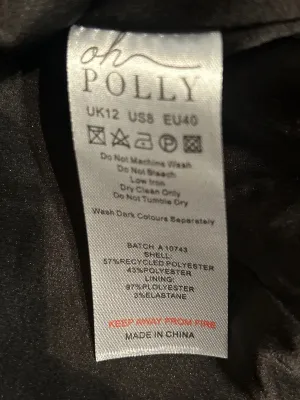 oh
POLLY
UK12 US8 EU40
P
Do Not Machine Wash
Do Not Bleach
Low Iron
Dry Clean Only
Do Not Tumble Dry
Wash Dark Colours Separately
BATCH A 10743
SHELL:
57%RECYCLED POLYESTER
43%POLYESTER
LINING:
97%PLOLYESTER
3%ELASTANE
KEEP AWAY FROM FIRE
MADE IN CHINA